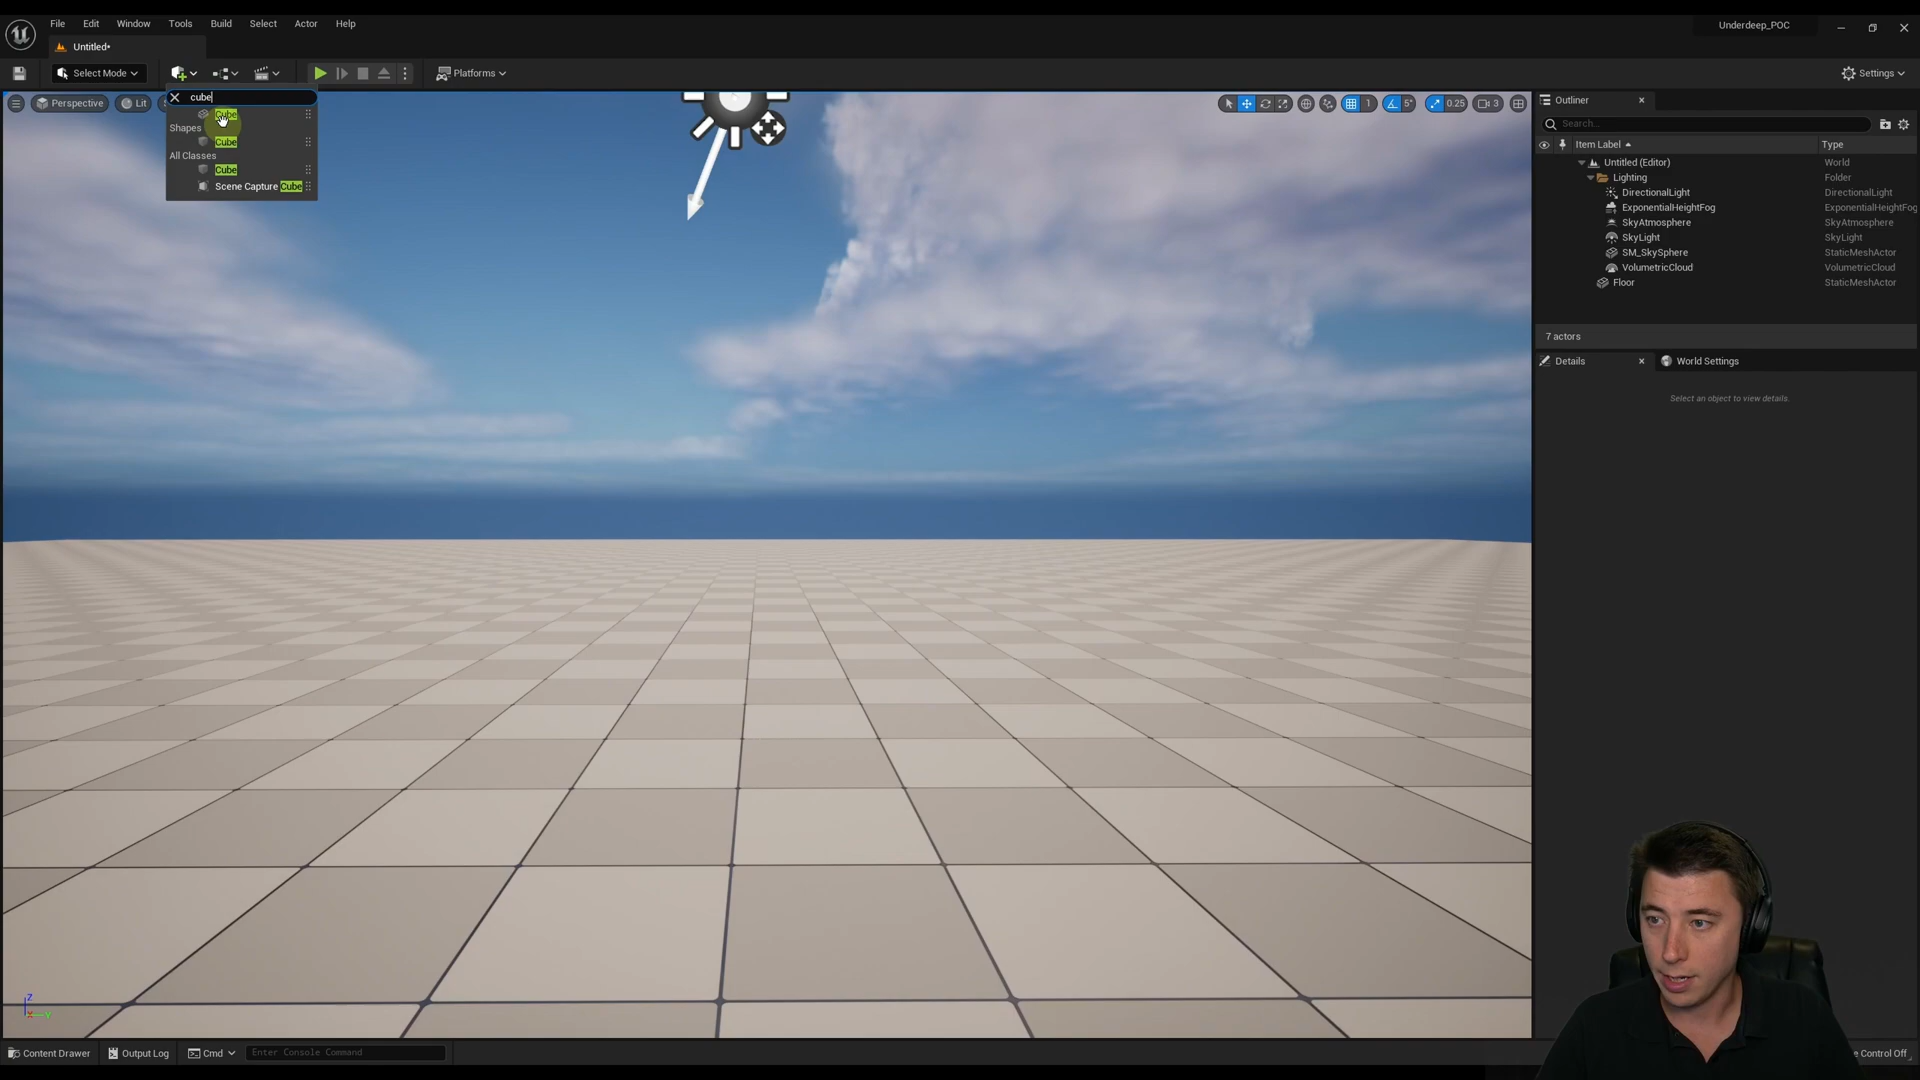 File Edit Window Tools Build Select Actor Help
Underdeep_POC
Untitled*
Select Mode
Platforms
Settings
Perspective
Lit
cube
Cube
Shapes
Cube
All Classes
Cube
Scene Capture Cube
1
5°
0.25
3
Outliner
Search...
Item Label
Type
Untitled (Editor) World
Lighting Folder
DirectionalLight DirectionalLight
ExponentialHeightFog ExponentialHeightFog
SkyAtmosphere SkyAtmosphere
SkyLight SkyLight
SM_SkySphere StaticMeshActor
VolumetricCloud VolumetricCloud
Floor StaticMeshActor
7 actors
Details
World Settings
Select an object to view details.
Z
X
Y
Content Drawer
Output Log
Cmd
Enter Console Command
Control Off